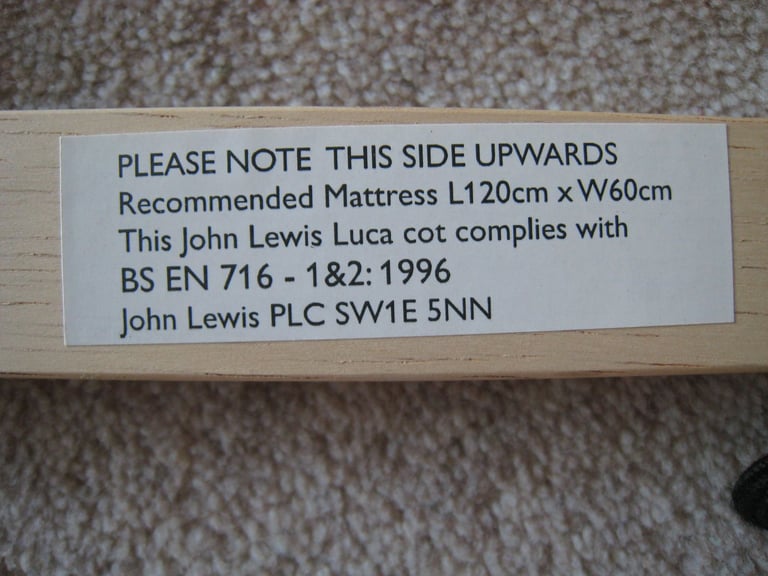 PLEASE NOTE THIS SIDE UPWARDS
Recommended Mattress L120cm x W60cm
This John Lewis Luca cot complies with
BS EN 716 - 1&2: 1996
John Lewis PLC SW1E 5NN